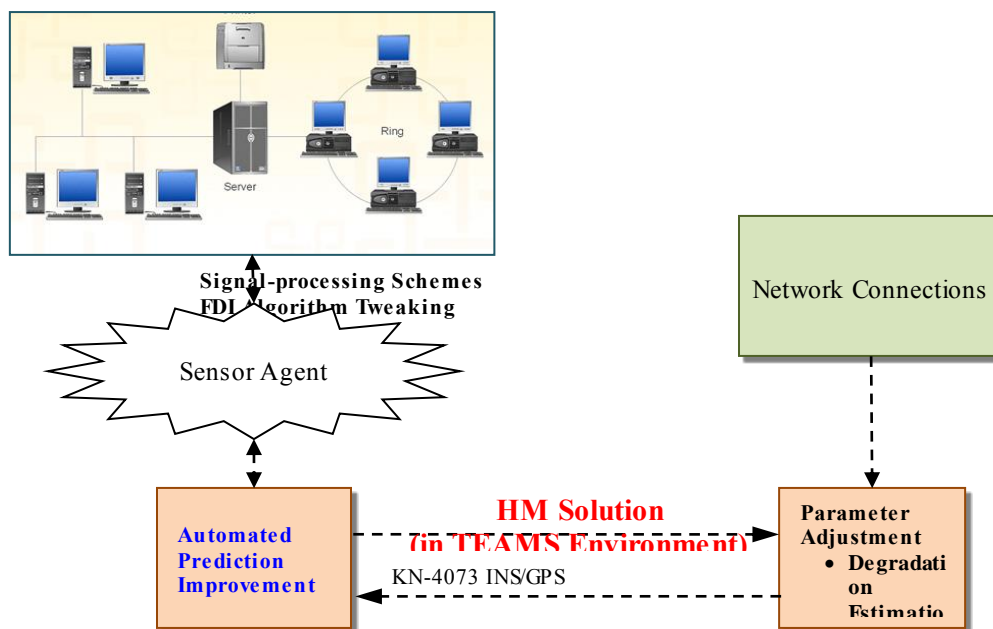 Ring
Server
Signal-processing Schemes
FDI Algorithm Tweaking
Sensor Agent
Network Connections
HM Solution
(in TEAMS Environment)
KN-4073 INS/GPS
Automated
Prediction
Improvement
Parameter
Adjustment
• Degradati
on
Estimatio